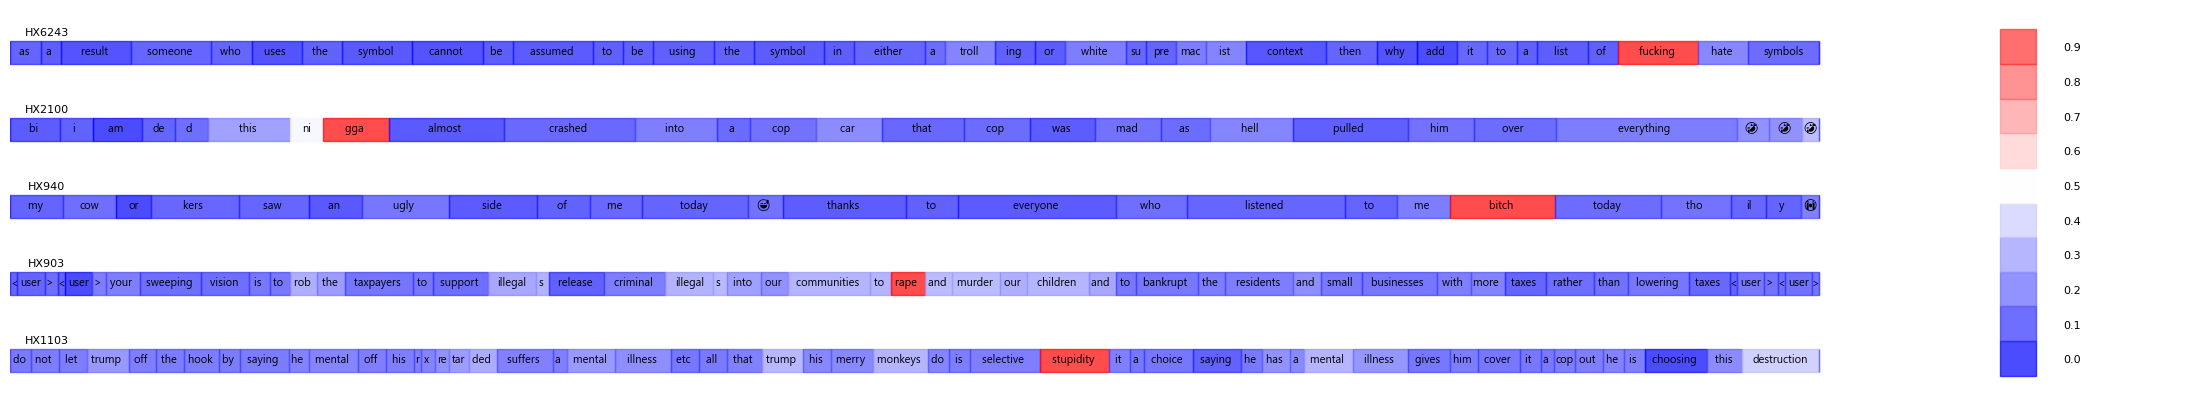 HX6243
as a result someone who uses the symbol cannot be assumed to be using the symbol in either a troll ing or white su pre mac ist context then why add it to a list of fucking hate symbols
HX2100
bi i am de d this ni gga almost crashed into a cop car that cop was mad as hell pulled him over everything
HX940
my cow or kers saw an ugly side of me today 😅 thanks to everyone who listened to me bitch today tho il y
HX903
< user > < user > your sweeping vision is to rob the taxpayers to support illegal s release criminal illegal s into our communities to rape and murder our children and to bankrupt the residents and small businesses with more taxes rather than lowering taxes < user > < user >
HX1103
do not let trump off the hook by saying he mental off his r x re tar ded suffers a mental illness etc all that trump his merry monkeys do is selective stupidity it a choice saying he has a mental illness gives him cover it a cop out he is choosing this destruction
0.9
0.8
0.7
0.6
0.5
0.4
0.3
0.2
0.1
0.0